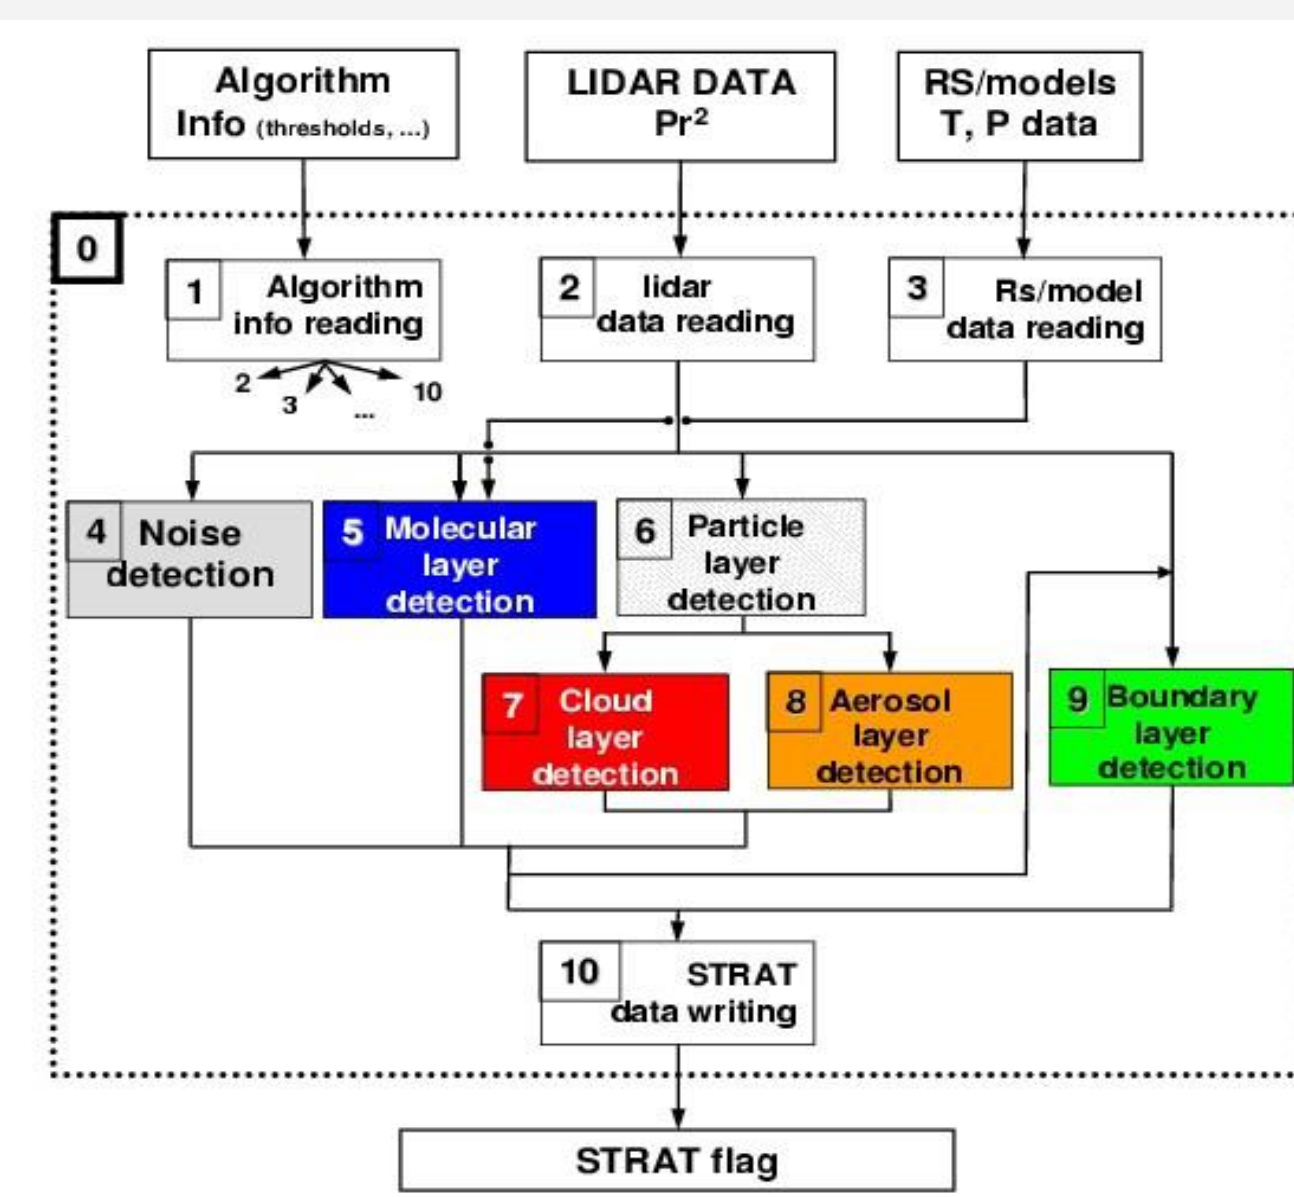 Algorithm
Info (thresholds, ...)
LIDAR DATA
Pr²
RS/models
T, P data
0
1
Algorithm
info reading
2
lidar
data reading
3
Rs/model
data reading
2
3
...
10
4
Noise
detection
5
Molecular
layer
detection
6
Particle
layer
detection
7
Cloud
layer
detection
8
Aerosol
layer
detection
9
Boundary
layer
detection
10
STRAT
data writing
STRAT flag